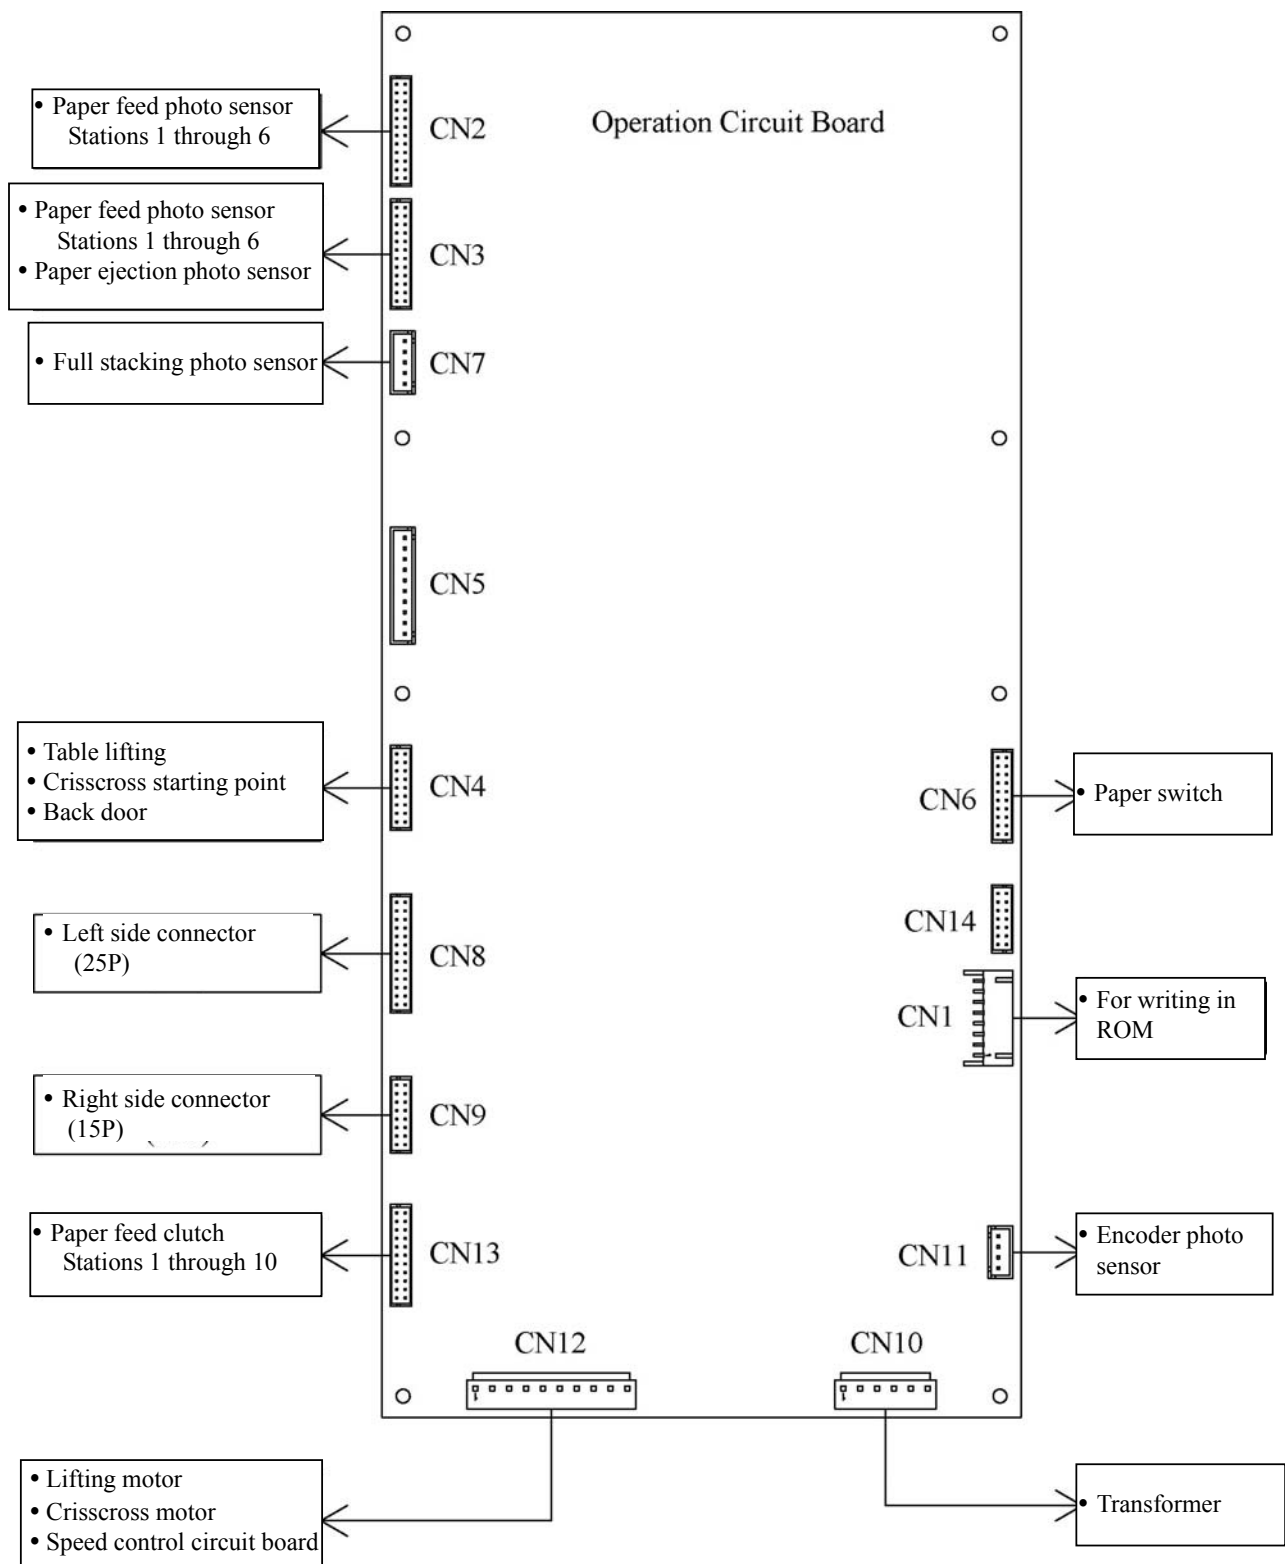 Operation Circuit Board
• Paper feed photo sensor
Stations 1 through 6
CN2
• Paper feed photo sensor
Stations 1 through 6
• Paper ejection photo sensor
CN3
• Full stacking photo sensor
CN7
CN5
• Table lifting
• Crisscross starting point
• Back door
CN4
CN6
• Paper switch
CN14
• Left side connector
(25P)
CN8
CN1
• For writing in
ROM
• Right side connector
(15P)
CN9
• Paper feed clutch
Stations 1 through 10
CN13
CN11
• Encoder photo
sensor
CN12
CN10
• Lifting motor
• Crisscross motor
• Speed control circuit board
• Transformer